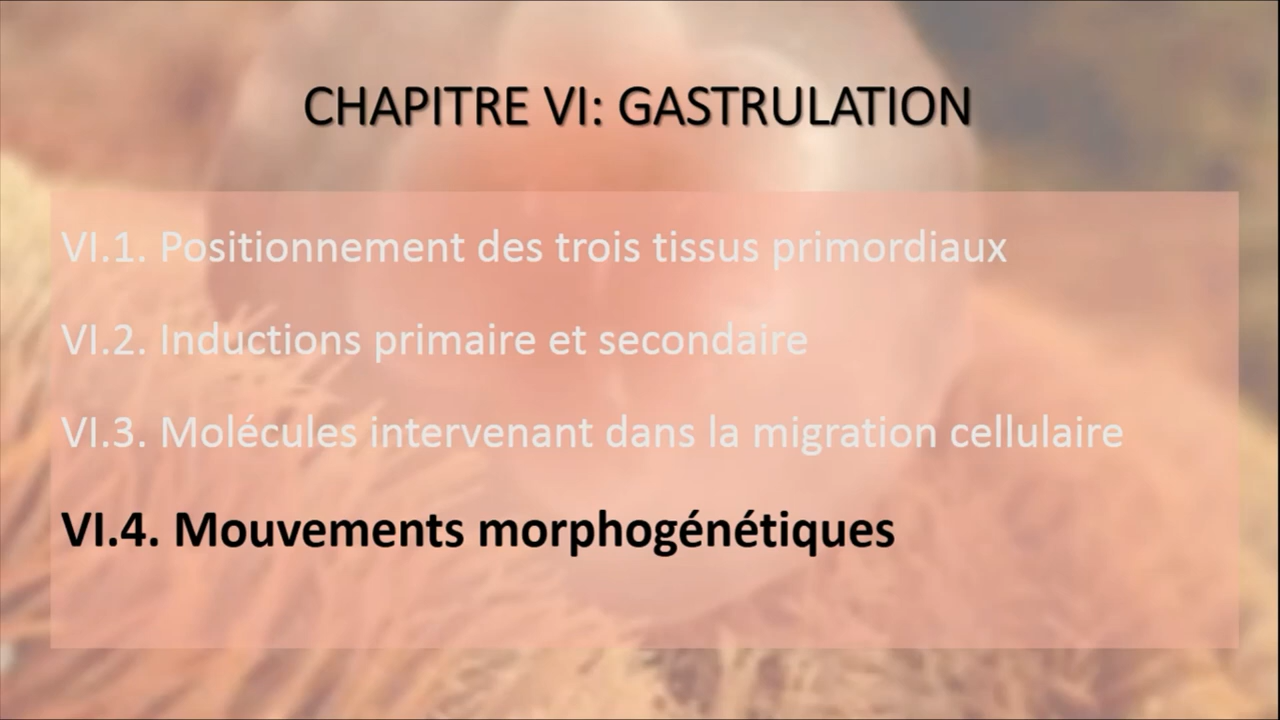 CHAPITRE VI: GASTRULATION
VI.1. Positionnement des trois tissus primordiaux
VI.2. Inductions primaire et secondaire
VI.3. Molécules intervenant dans la migration cellulaire
VI.4. Mouvements morphogénétiques